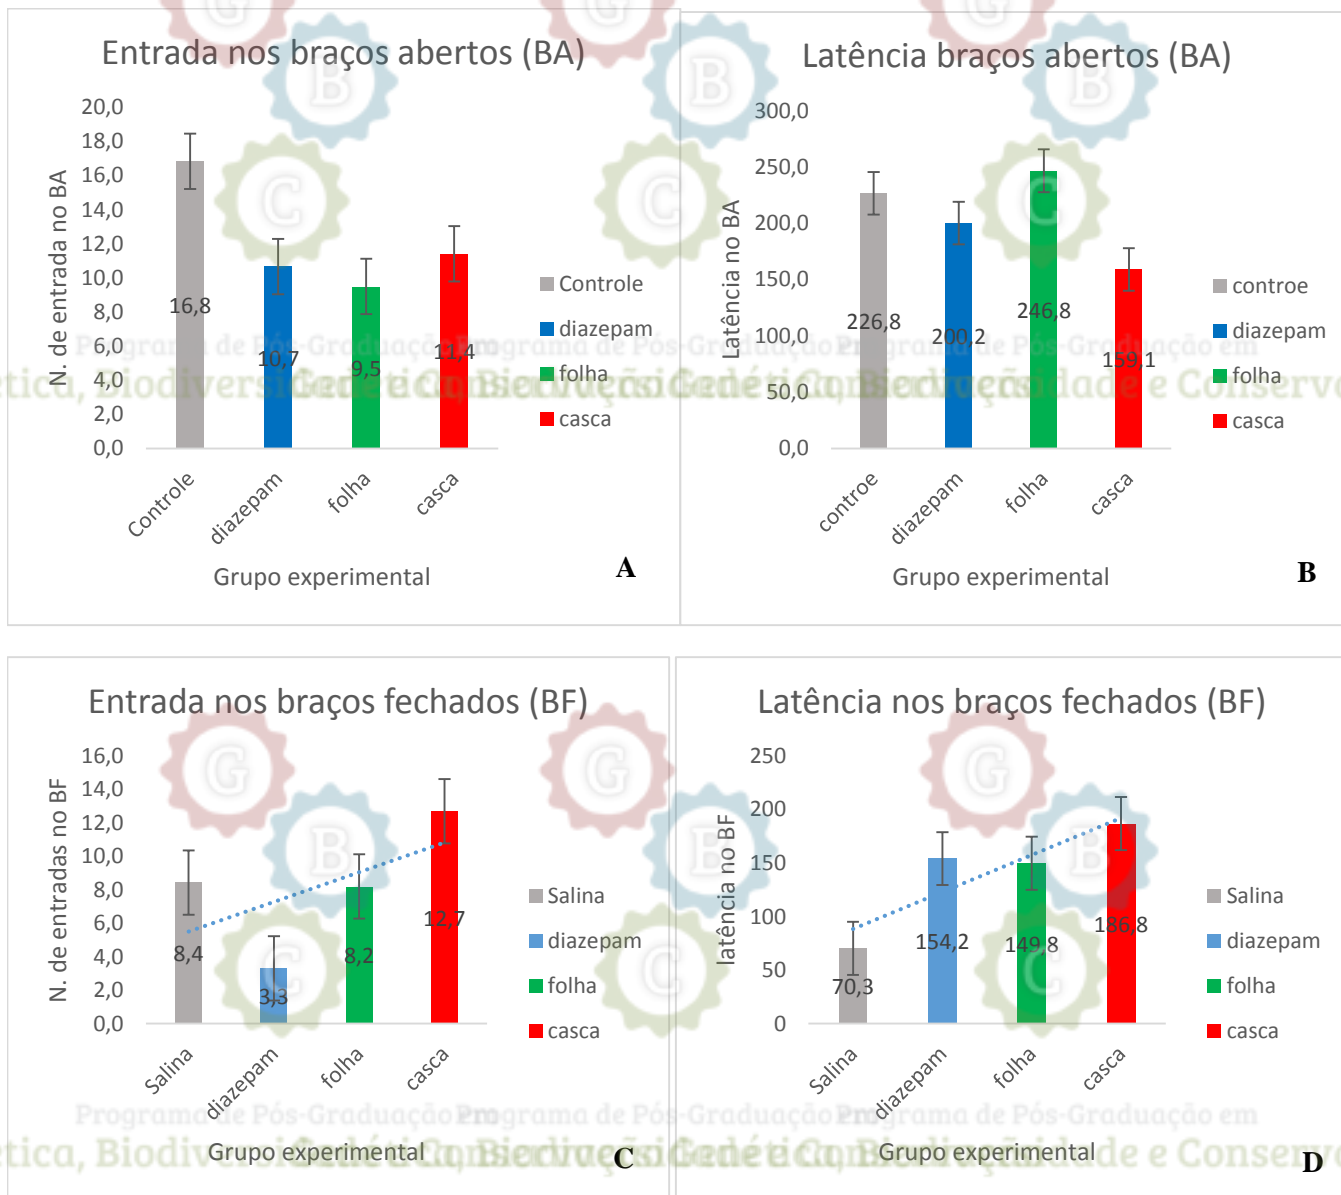 Entrada nos braços abertos (BA)
N. de entrada no BA
20,0
18,0
16,0
14,0
12,0
10,0
8,0
6,0
4,0
2,0
0,0
16,8
10,7
9,5
11,4
Controle
diazepam
folha
casca
Grupo experimental
Controle
diazepam
folha
casca
A
Latência braços abertos (BA)
Latência no BA
300,0
250,0
200,0
150,0
100,0
50,0
0,0
226,8
200,2
246,8
159,1
controe
diazepam
folha
casca
Grupo experimental
controe
diazepam
folha
casca
B
Entrada nos braços fechados (BF)
N. de entradas no BF
16,0
14,0
12,0
10,0
8,0
6,0
4,0
2,0
0,0
8,4
3,3
8,2
12,7
Salina
diazepam
folha
casca
Grupo experimental
Salina
diazepam
folha
casca
C
Latência nos braços fechados (BF)
latência no BF
250
200
150
100
50
0
70,3
154,2
149,8
186,8
Salina
diazepam
folha
casca
Grupo experimental
Salina
diazepam
folha
casca
D
G
B
C
G
B
C
G
B
C
G
B
C
Programa de Pós-Graduação em